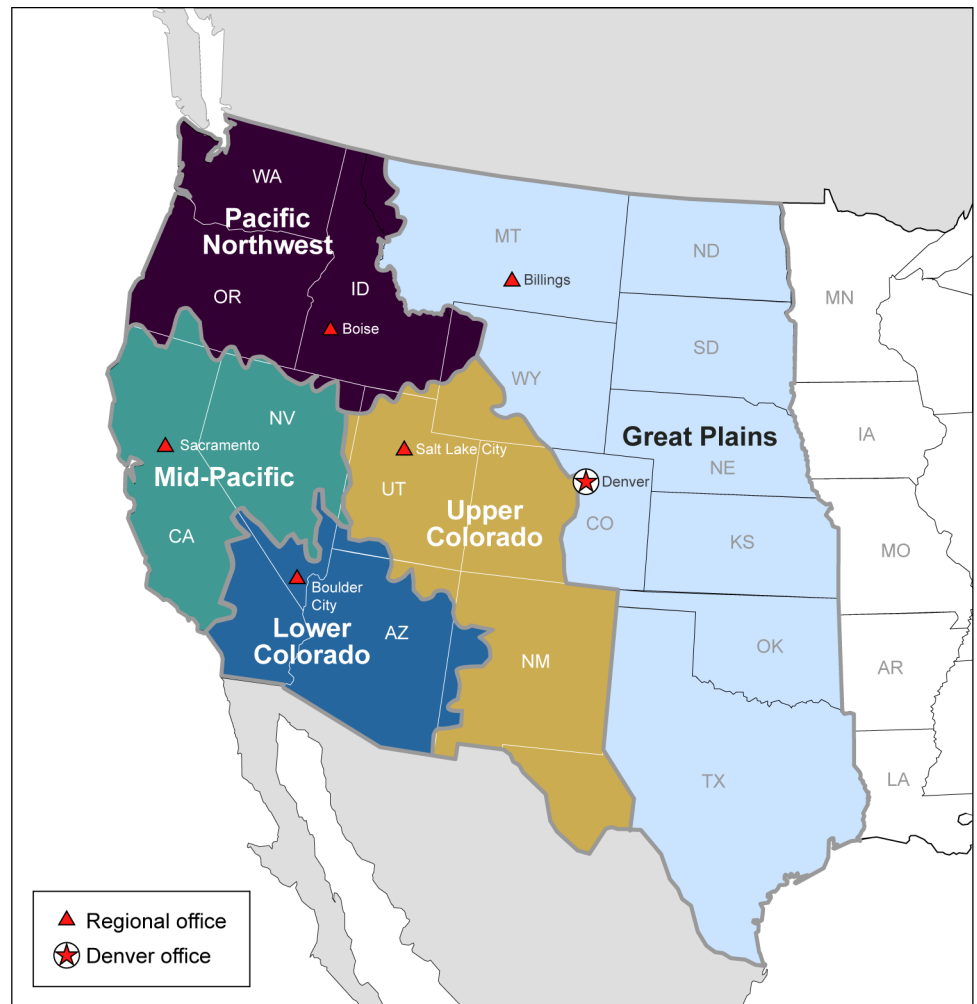 WA
Pacific
Northwest
OR
ID
Boise
MT
Billings
ND
MN
SD
WY
NV
Sacramento
Mid-Pacific
CA
Salt Lake City
UT
Upper
Colorado
Great Plains
NE
IA
Denver
CO
KS
MO
Boulder
City
Lower
Colorado
AZ
NM
OK
AR
TX
LA
Regional office
Denver office